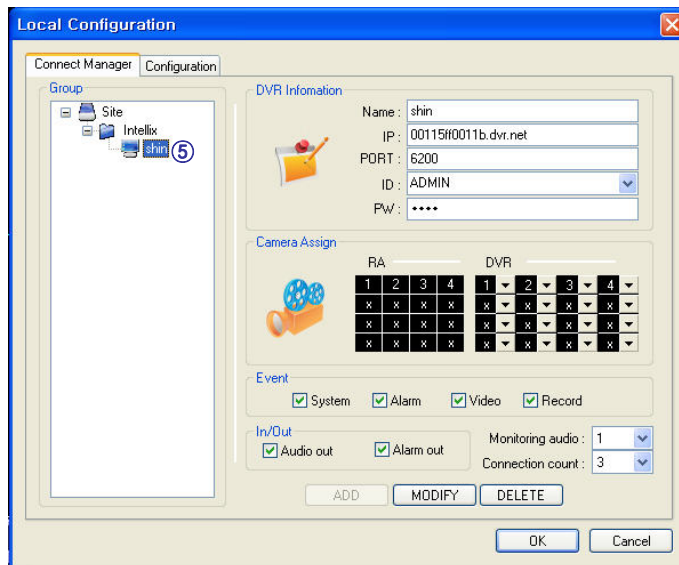 Local Configuration
Connect Manager
Configuration
Group
Site
Intellix
shin
⑤
DVR Infomation
Name : shin
IP : 00115ff0011b.dvr.net
PORT : 6200
ID : ADMIN
PW : ••••
Camera Assign
RA DVR
1 2 3 4 1 2 3 4
x x x x x x x x
x x x x x x x x
x x x x x x x x
Event
System Alarm Video Record
In/Out
Audio out Alarm out
Monitoring audio : 1
Connection count : 3
ADD MODIFY DELETE
OK Cancel